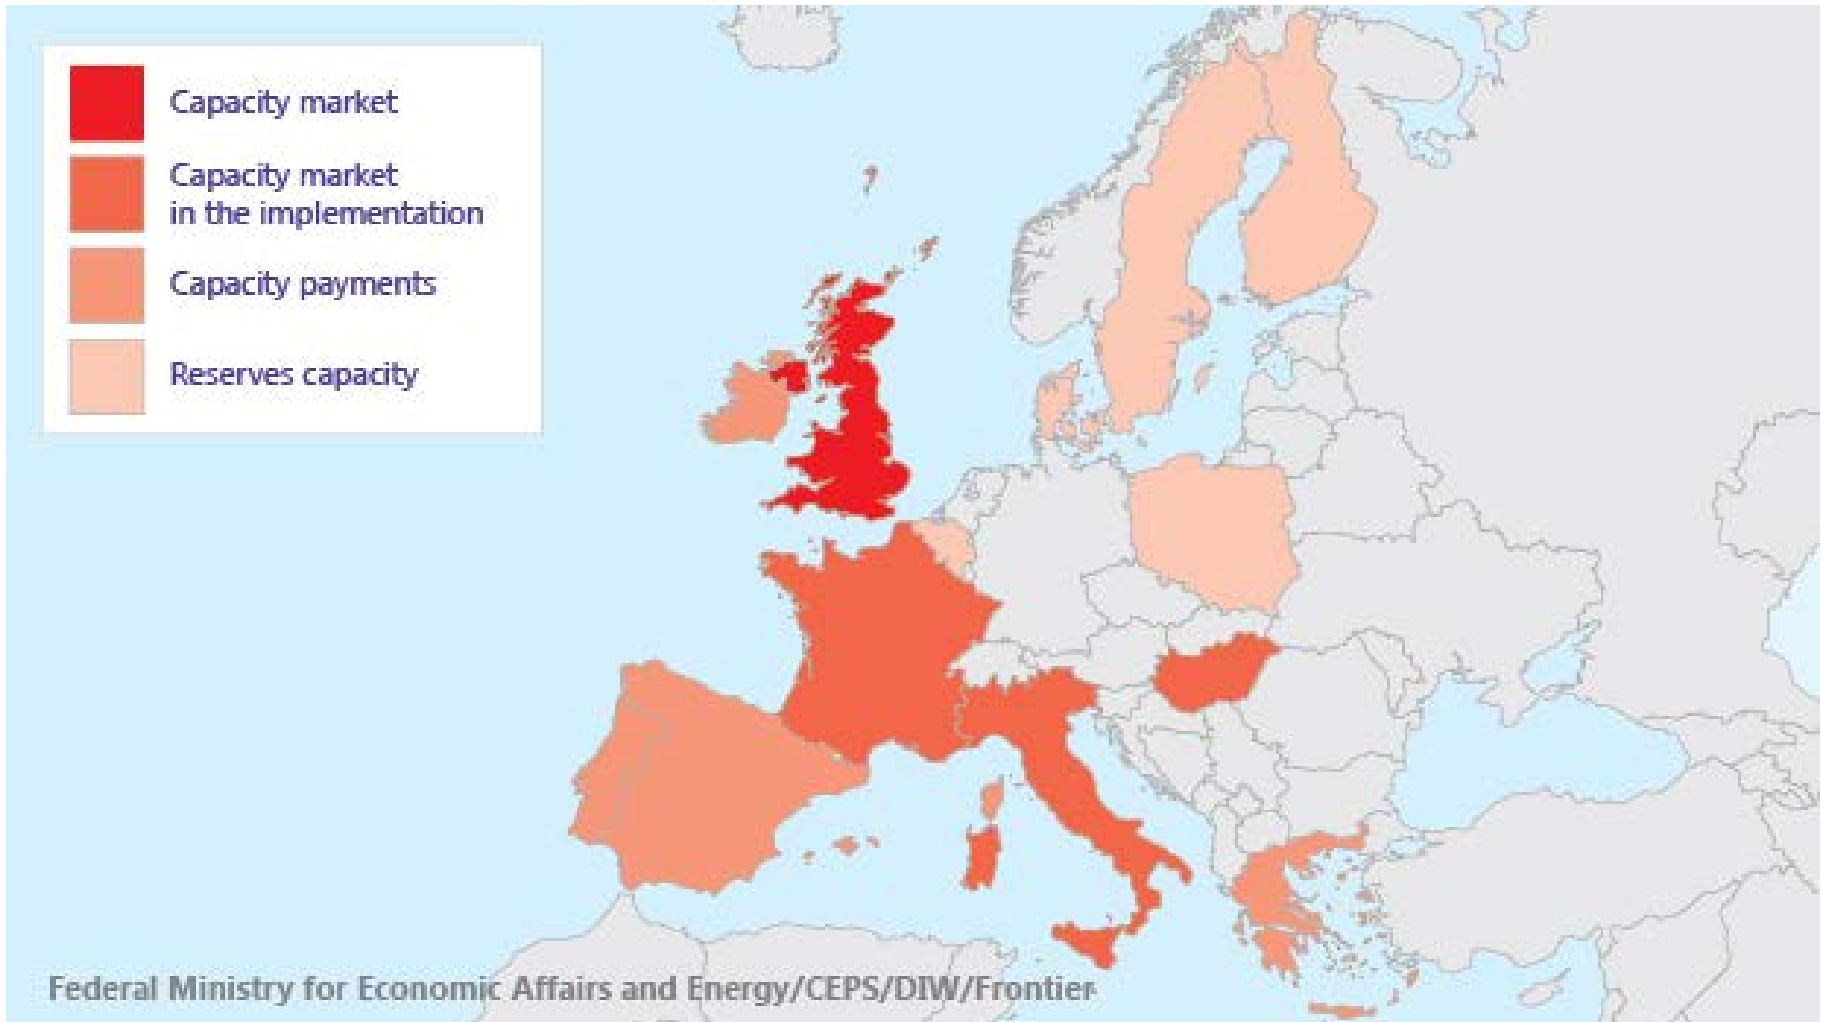 Capacity market
Capacity market
in the implementation
Capacity payments
Reserves capacity
Federal Ministry for Economic Affairs and Energy/CEPS/DIW/Frontier